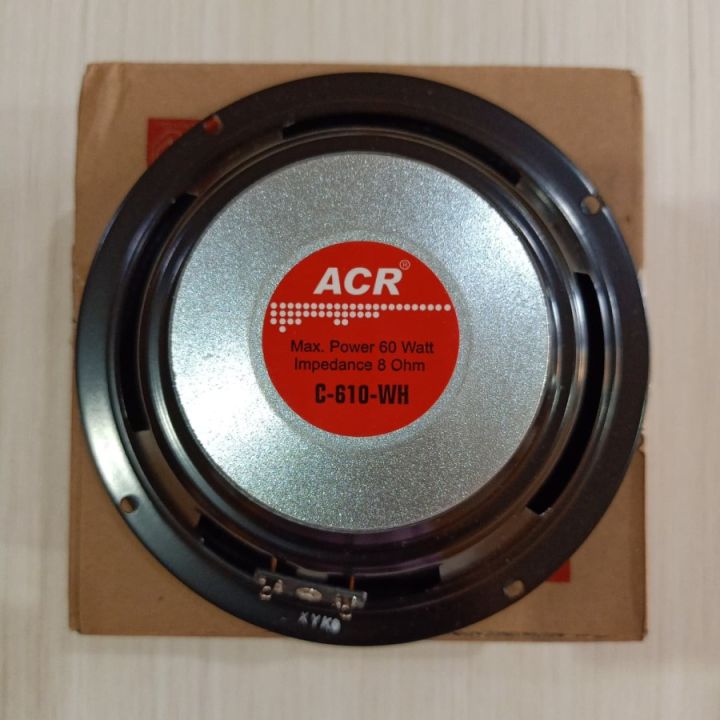 ACR®
Max. Power 60 Watt
Impedance 8 Ohm
C-610-WH